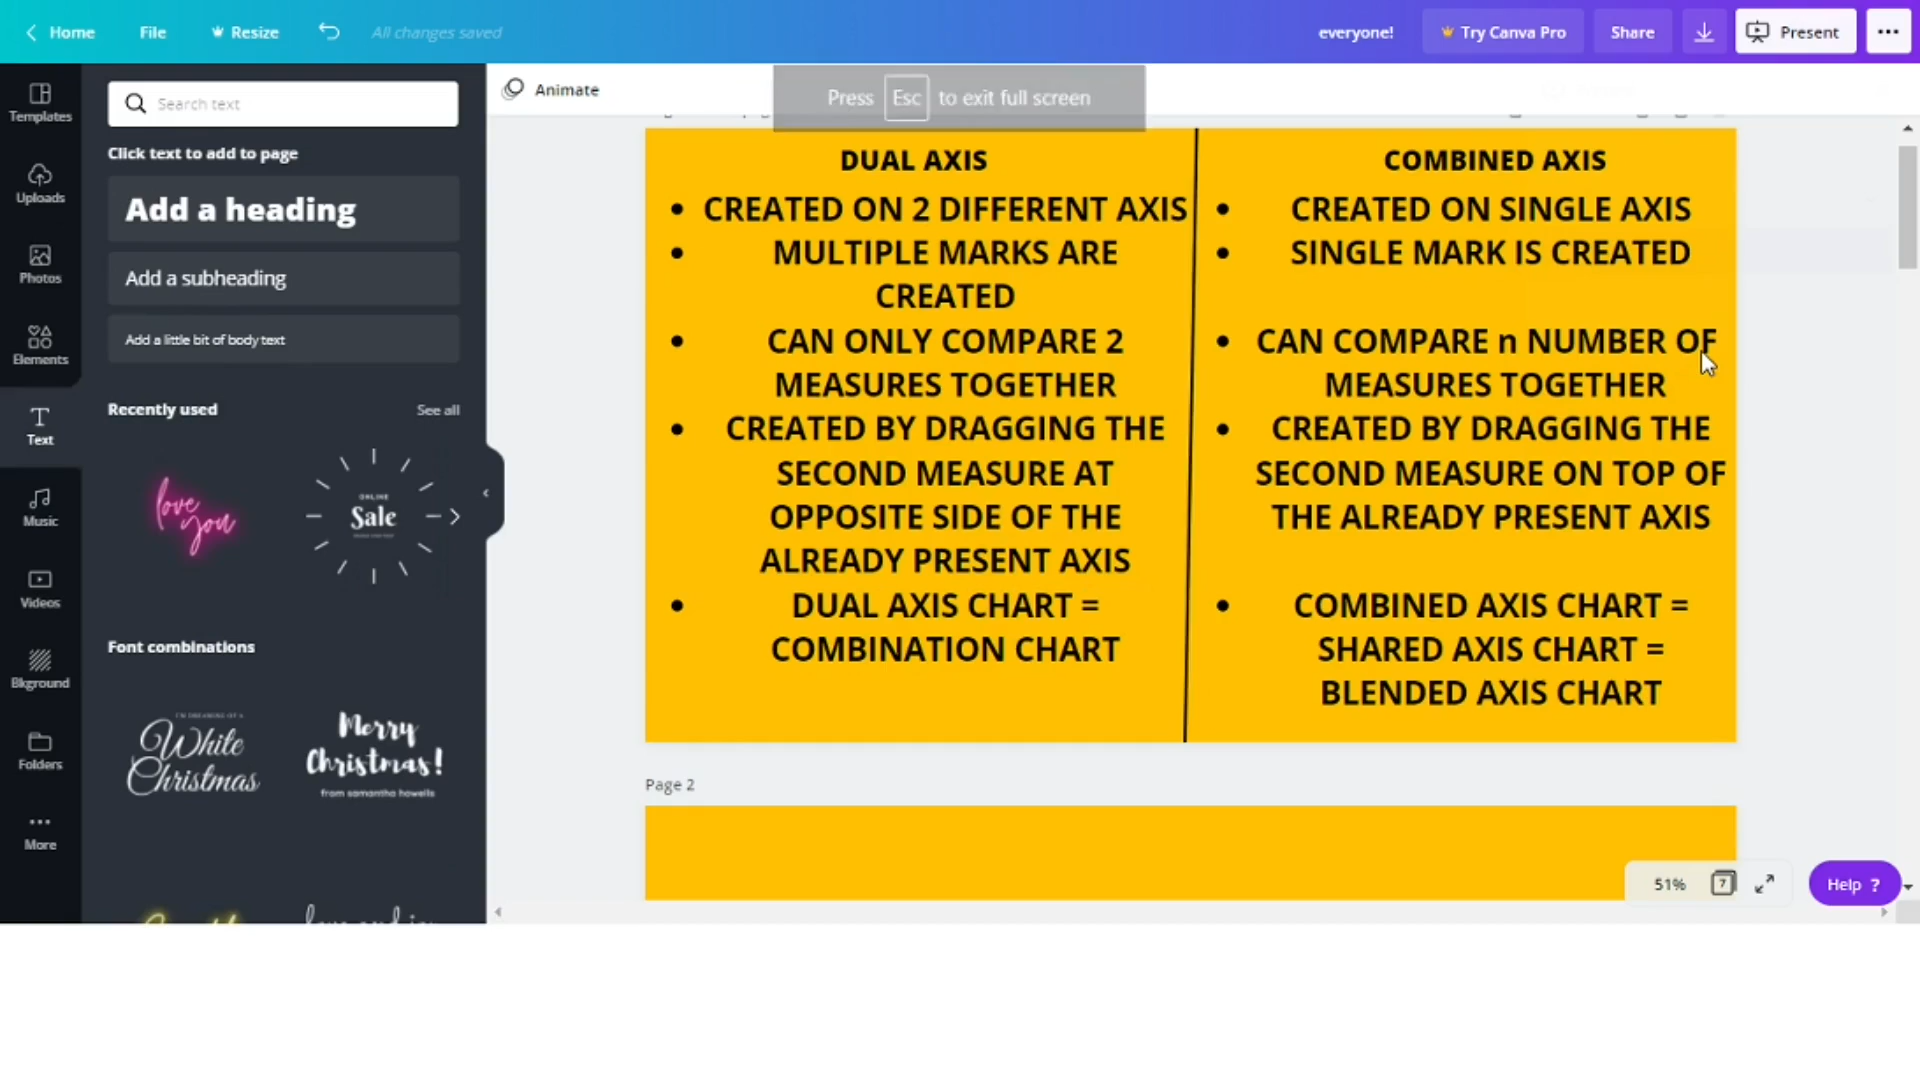 Home
File
Resize
All changes saved
everyone!
Try Canva Pro
Share
Present
Templates
Uploads
Photos
Elements
Text
Music
Videos
Bkground
Folders
More
Search text
Click text to add to page
Add a heading
Add a subheading
Add a little bit of body text
Recently used
See all
love
you
ONLINE
Sale
Font combinations
I'M DREAMING OF A
White
Christmas
Merry
Christmas!
from samantha howells
Animate
Press Esc to exit full screen
DUAL AXIS
• CREATED ON 2 DIFFERENT AXIS
• MULTIPLE MARKS ARE
CREATED
• CAN ONLY COMPARE 2
MEASURES TOGETHER
• CREATED BY DRAGGING THE
SECOND MEASURE AT
OPPOSITE SIDE OF THE
ALREADY PRESENT AXIS
• DUAL AXIS CHART =
COMBINATION CHART
COMBINED AXIS
• CREATED ON SINGLE AXIS
• SINGLE MARK IS CREATED
• CAN COMPARE n NUMBER OF
MEASURES TOGETHER
• CREATED BY DRAGGING THE
SECOND MEASURE ON TOP OF
THE ALREADY PRESENT AXIS
• COMBINED AXIS CHART =
SHARED AXIS CHART =
BLENDED AXIS CHART
Page 2
51%
7
Help ?